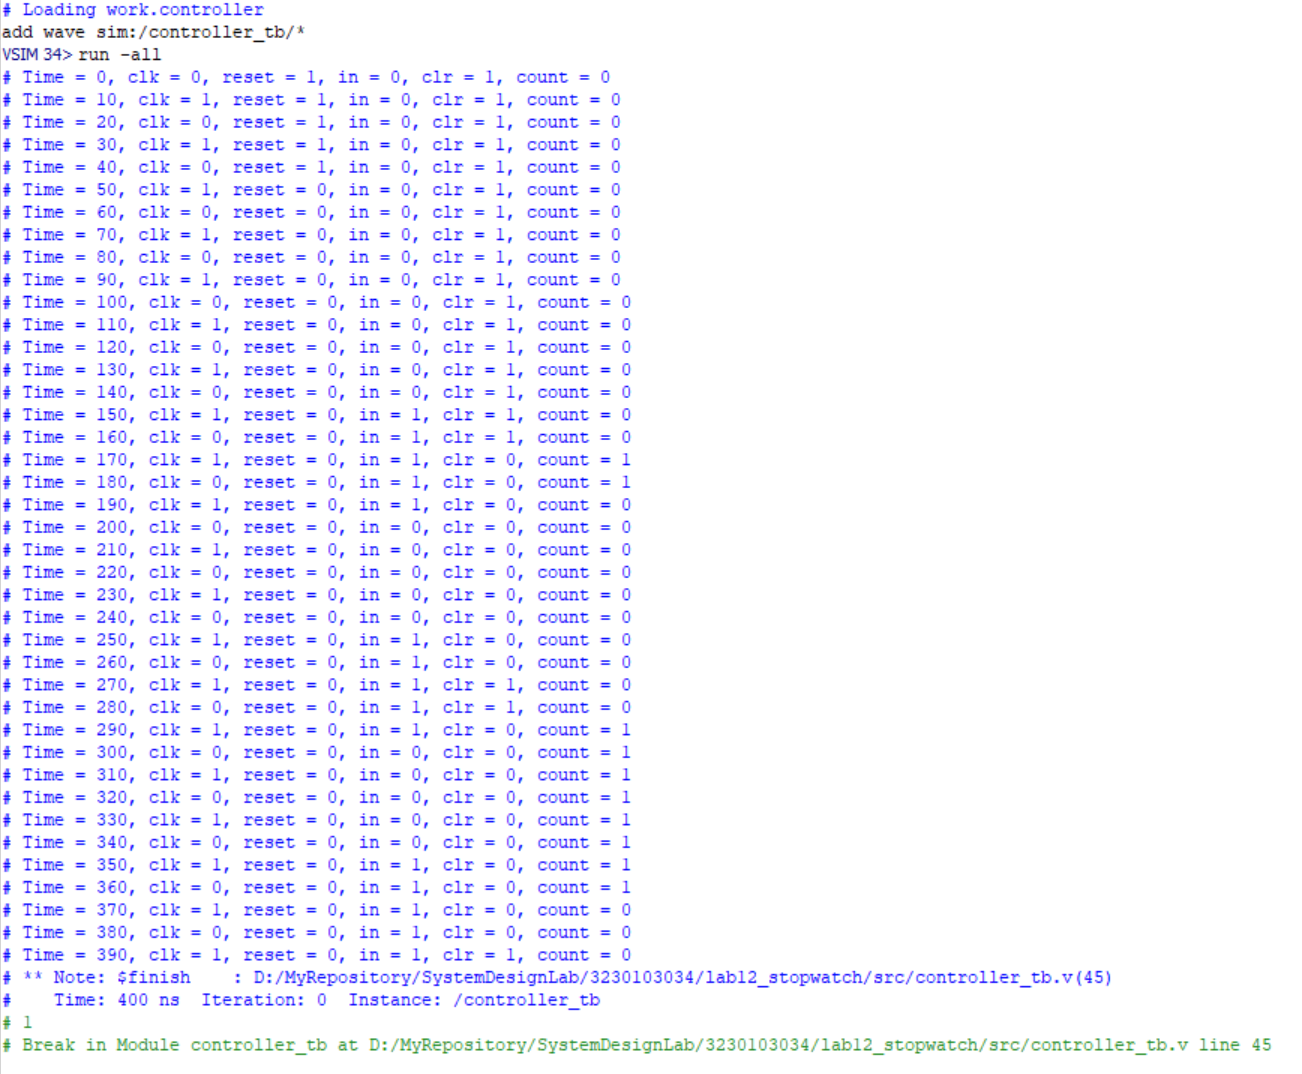 # Loading work.controller
add wave sim:/controller_tb/*
VSIM 34> run -all
# Time = 0, clk = 0, reset = 1, in = 0, clr = 1, count = 0
# Time = 10, clk = 1, reset = 1, in = 0, clr = 1, count = 0
# Time = 20, clk = 0, reset = 1, in = 0, clr = 1, count = 0
# Time = 30, clk = 1, reset = 1, in = 0, clr = 1, count = 0
# Time = 40, clk = 0, reset = 1, in = 0, clr = 1, count = 0
# Time = 50, clk = 1, reset = 0, in = 0, clr = 1, count = 0
# Time = 60, clk = 0, reset = 0, in = 0, clr = 1, count = 0
# Time = 70, clk = 1, reset = 0, in = 0, clr = 1, count = 0
# Time = 80, clk = 0, reset = 0, in = 0, clr = 1, count = 0
# Time = 90, clk = 1, reset = 0, in = 0, clr = 1, count = 0
# Time = 100, clk = 0, reset = 0, in = 0, clr = 1, count = 0
# Time = 110, clk = 1, reset = 0, in = 0, clr = 1, count = 0
# Time = 120, clk = 0, reset = 0, in = 0, clr = 1, count = 0
# Time = 130, clk = 1, reset = 0, in = 0, clr = 1, count = 0
# Time = 140, clk = 0, reset = 0, in = 0, clr = 1, count = 0
# Time = 150, clk = 1, reset = 0, in = 1, clr = 1, count = 0
# Time = 160, clk = 0, reset = 0, in = 1, clr = 1, count = 0
# Time = 170, clk = 1, reset = 0, in = 1, clr = 0, count = 1
# Time = 180, clk = 0, reset = 0, in = 1, clr = 0, count = 1
# Time = 190, clk = 1, reset = 0, in = 1, clr = 0, count = 0
# Time = 200, clk = 0, reset = 0, in = 0, clr = 0, count = 0
# Time = 210, clk = 1, reset = 0, in = 0, clr = 0, count = 0
# Time = 220, clk = 0, reset = 0, in = 0, clr = 0, count = 0
# Time = 230, clk = 1, reset = 0, in = 0, clr = 0, count = 0
# Time = 240, clk = 0, reset = 0, in = 0, clr = 0, count = 0
# Time = 250, clk = 1, reset = 0, in = 1, clr = 0, count = 0
# Time = 260, clk = 0, reset = 0, in = 1, clr = 0, count = 0
# Time = 270, clk = 1, reset = 0, in = 1, clr = 1, count = 0
# Time = 280, clk = 0, reset = 0, in = 1, clr = 1, count = 0
# Time = 290, clk = 1, reset = 0, in = 1, clr = 0, count = 1
# Time = 300, clk = 0, reset = 0, in = 0, clr = 0, count = 1
# Time = 310, clk = 1, reset = 0, in = 0, clr = 0, count = 1
# Time = 320, clk = 0, reset = 0, in = 0, clr = 0, count = 1
# Time = 330, clk = 1, reset = 0, in = 0, clr = 0, count = 1
# Time = 340, clk = 0, reset = 0, in = 0, clr = 0, count = 1
# Time = 350, clk = 1, reset = 0, in = 1, clr = 0, count = 1
# Time = 360, clk = 0, reset = 0, in = 1, clr = 0, count = 1
# Time = 370, clk = 1, reset = 0, in = 1, clr = 0, count = 0
# Time = 380, clk = 0, reset = 0, in = 1, clr = 0, count = 0
# Time = 390, clk = 1, reset = 0, in = 1, clr = 1, count = 0
# ** Note: $finish    : D:/MyRepository/SystemDesignLab/3230103034/lab12_stopwatch/src/controller_tb.v(45)
#    Time: 400 ns  Iteration: 0  Instance: /controller_tb
# 1
# Break in Module controller_tb at D:/MyRepository/SystemDesignLab/3230103034/lab12_stopwatch/src/controller_tb.v line 45